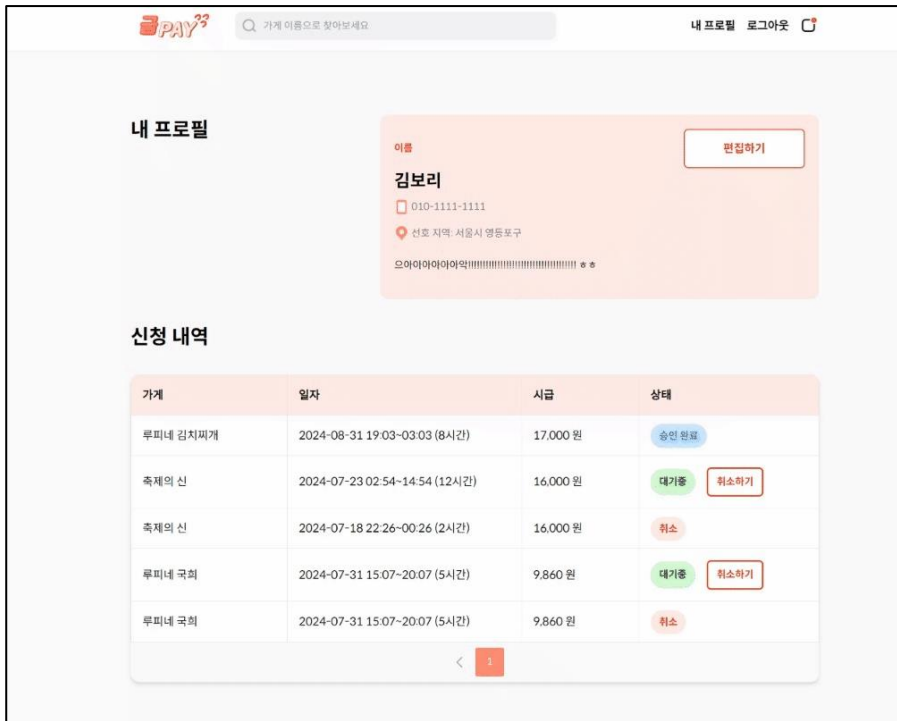 급PAY??
가게 이름으로 찾아보세요
내 프로필 로그아웃
내 프로필
이름
편집하기
김보리
010-1111-1111
선호 지역: 서울시 영등포구
으아아아아아악!!!!!!!!!!!!!!!!!!!!!!!!!!!!!!!!!!!!!! ㅎㅎ
신청 내역
가게 일자 시급 상태
루피네 김치찌개 2024-08-31 19:03~03:03 (8시간) 17,000 원 승인 완료
축제의 신 2024-07-23 02:54~14:54 (12시간) 16,000 원 대기중 취소하기
축제의 신 2024-07-18 22:26~00:26 (2시간) 16,000 원 취소
루피네 국희 2024-07-31 15:07~20:07 (5시간) 9,860 원 대기중 취소하기
루피네 국희 2024-07-31 15:07~20:07 (5시간) 9,860 원 취소
1